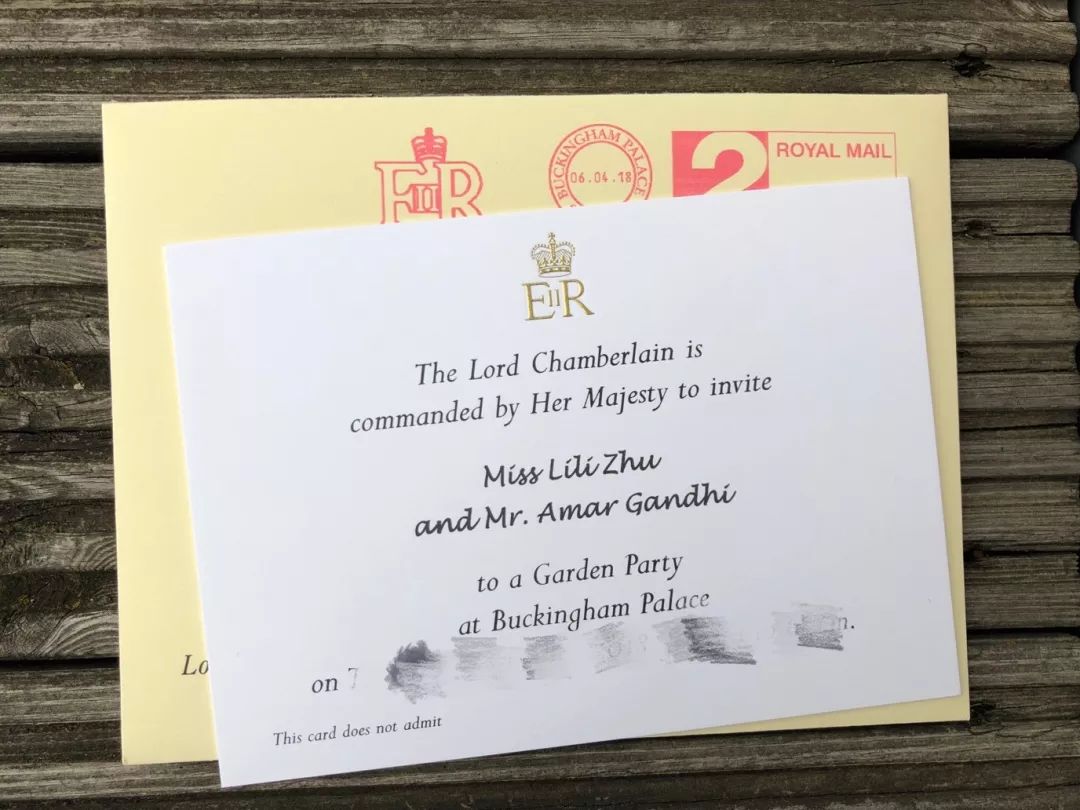 EIIR
BUCKINGHAM PALACE
06.04.18
2
ROYAL MAIL
EIIR
The Lord Chamberlain is
commanded by Her Majesty to invite
Miss Lili Zhu
and Mr. Amar Gandhi
to a Garden Party
at Buckingham Palace
on
This card does not admit
Lo